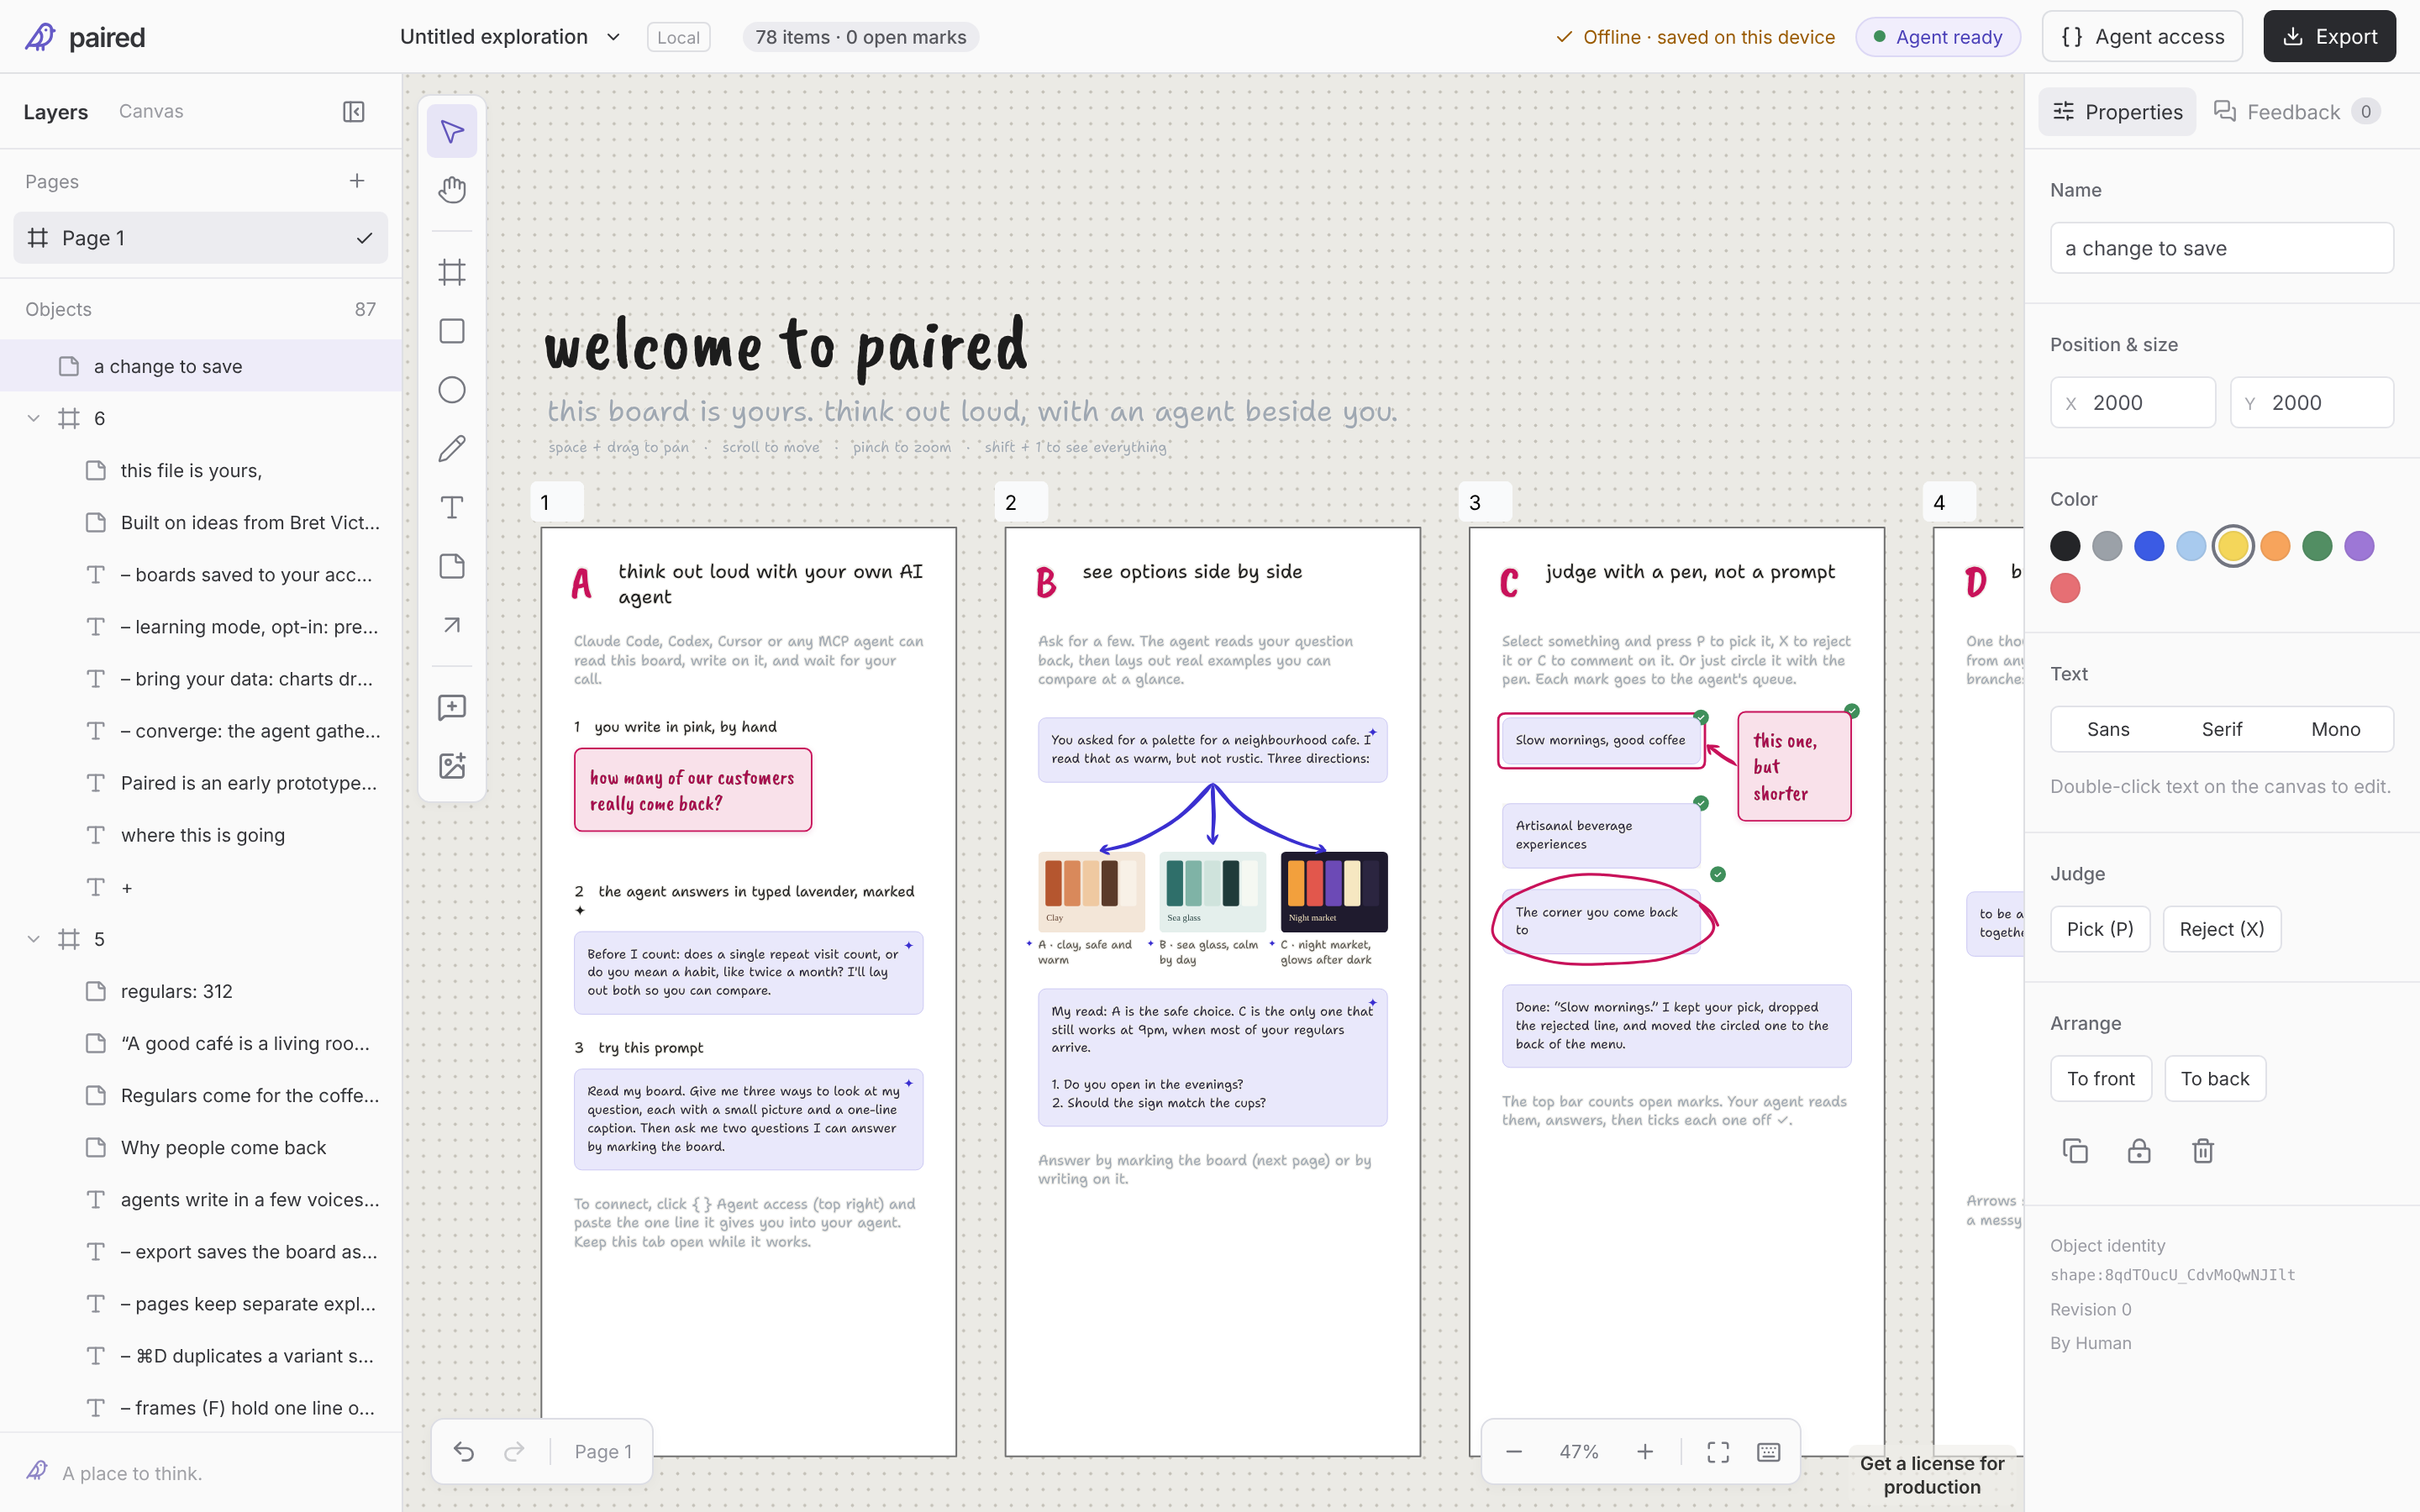 paired
Untitled exploration
Local
78 items · 0 open marks
Offline · saved on this device
Agent ready
{ } Agent access
Export
Layers
Canvas
Pages
Page 1
Objects
87
a change to save
6
this file is yours,
Built on ideas from Bret Vict...
– boards saved to your acc...
– learning mode, opt-in: pre...
– bring your data: charts dr...
– converge: the agent gathe...
Paired is an early prototype...
where this is going
+
5
regulars: 312
“A good café is a living roo...
Regulars come for the coffe...
Why people come back
agents write in a few voices...
– export saves the board as...
– pages keep separate expl...
– ⌘D duplicates a variant s...
– frames (F) hold one line o...
A place to think.
welcome to paired
this board is yours. think out loud, with an agent beside you.
space + drag to pan · scroll to move · pinch to zoom · shift + 1 to see everything
1
A
think out loud with your own AI
agent
Claude Code, Codex, Cursor or any MCP agent can
read this board, write on it, and wait for your
call.
1 you write in pink, by hand
how many of our customers
really come back?
2 the agent answers in typed lavender, marked
✦
Before I count: does a single repeat visit count, or
do you mean a habit, like twice a month? I'll lay
out both so you can compare.
3 try this prompt
Read my board. Give me three ways to look at my
question, each with a small picture and a one-line
caption. Then ask me two questions I can answer
by marking the board.
To connect, click { } Agent access (top right) and
paste the one line it gives you into your agent.
Keep this tab open while it works.
2
B
see options side by side
Ask for a few. The agent reads your question
back, then lays out real examples you can
compare at a glance.
You asked for a palette for a neighbourhood cafe. I
read that as warm, but not rustic. Three directions:
Clay
Sea glass
Night market
A · clay, safe and
warm
B · sea glass, calm
by day
C · night market,
glows after dark
My read: A is the safe choice. C is the only one that
still works at 9pm, when most of your regulars
arrive.
1. Do you open in the evenings?
2. Should the sign match the cups?
Answer by marking the board (next page) or by
writing on it.
3
C
judge with a pen, not a prompt
Select something and press P to pick it, X to reject
it or C to comment on it. Or just circle it with the
pen. Each mark goes to the agent's queue.
Slow mornings, good coffee
this one,
but
shorter
Artisanal beverage
experiences
The corner you come back
to
Done: "Slow mornings." I kept your pick, dropped
the rejected line, and moved the circled one to the
back of the menu.
The top bar counts open marks. Your agent reads
them, answers, then ticks each one off ✓.
4
D
b
One thou
from any
branches
to be a
togethe
Arrows
a messy
Page 1
47%
Get a license for
production
Properties
Feedback
0
Name
a change to save
Position & size
X 2000
Y 2000
Color
Text
Sans
Serif
Mono
Double-click text on the canvas to edit.
Judge
Pick (P)
Reject (X)
Arrange
To front
To back
Object identity
shape:8qdTOucU_CdvMoQwNJIlt
Revision 0
By Human